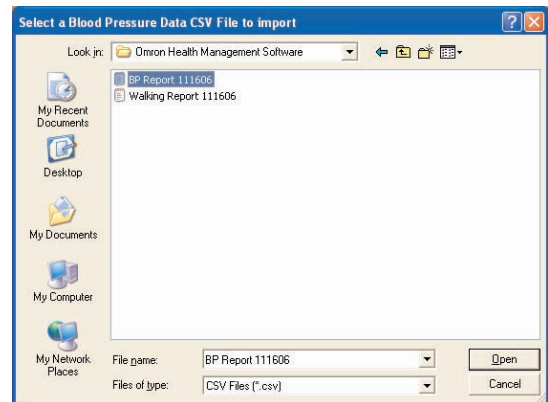 Select a Blood Pressure Data CSV File to import
Look in: Omron Health Management Software
BP Report 111606
Walking Report 111606
My Recent
Documents
Desktop
My Documents
My Computer
My Network
Places
File name: BP Report 111606 Open
Files of type: CSV Files (*.csv) Cancel